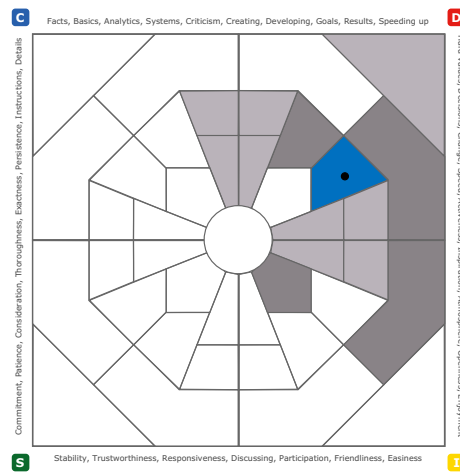 C
Facts, Basics, Analytics, Systems, Criticism, Creating, Developing, Goals, Results, Speeding up
D
Commitment, Patience, Consideration, Thoroughness, Exactness, Persistence, Instructions, Details
S
Stability, Trustworthiness, Responsiveness, Discussing, Participation, Friendliness, Easiness
I